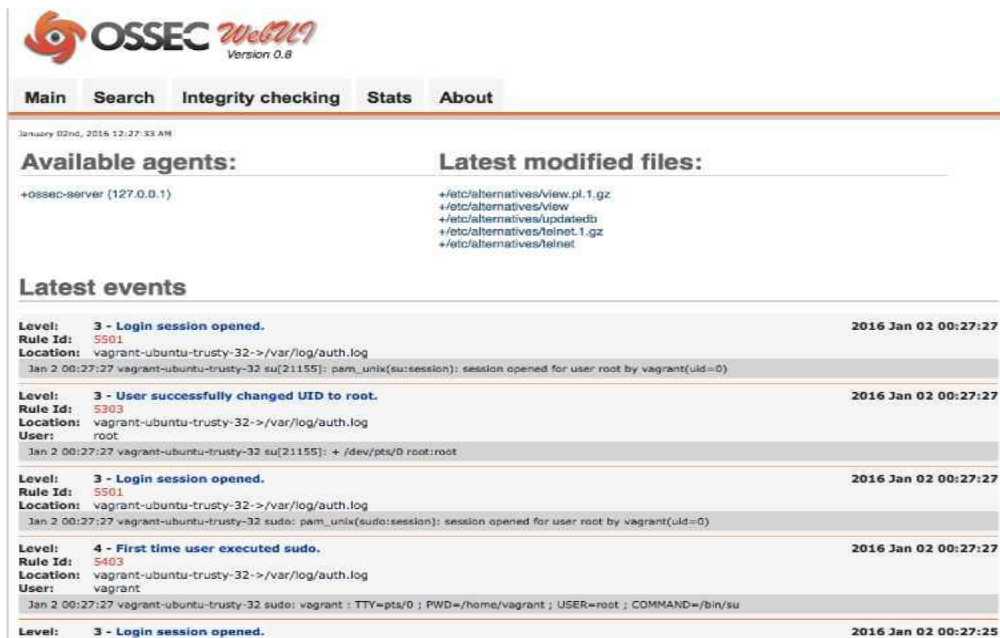 OSSEC WebUI
Version 0.8
Main Search Integrity checking Stats About
January 02nd, 2016 12:27:33 AM
Available agents:
+ossec-server (127.0.0.1)
Latest modified files:
+/etc/alternatives/view.pl.1.gz
+/etc/alternatives/view
+/etc/alternatives/updatedb
+/etc/alternatives/telnet.1.gz
+/etc/alternatives/telnet
Latest events
Level: 3 - Login session opened. 2016 Jan 02 00:27:27
Rule Id: 5501
Location: vagrant-ubuntu-trusty-32->/var/log/auth.log
Jan 2 00:27:27 vagrant-ubuntu-trusty-32 su[21155]: pam_unix(su:session): session opened for user root by vagrant(uid=0)
Level: 3 - User successfully changed UID to root. 2016 Jan 02 00:27:27
Rule Id: 5303
Location: vagrant-ubuntu-trusty-32->/var/log/auth.log
User: root
Jan 2 00:27:27 vagrant-ubuntu-trusty-32 su[21155]: + /dev/pts/0 root:root
Level: 3 - Login session opened. 2016 Jan 02 00:27:27
Rule Id: 5501
Location: vagrant-ubuntu-trusty-32->/var/log/auth.log
Jan 2 00:27:27 vagrant-ubuntu-trusty-32 sudo: pam_unix(sudo:session): session opened for user root by vagrant(uid=0)
Level: 4 - First time user executed sudo. 2016 Jan 02 00:27:27
Rule Id: 5403
Location: vagrant-ubuntu-trusty-32->/var/log/auth.log
User: vagrant
Jan 2 00:27:27 vagrant-ubuntu-trusty-32 sudo: vagrant : TTY=pts/0 ; PWD=/home/vagrant ; USER=root ; COMMAND=/bin/su
Level: 3 - Login session opened. 2016 Jan 02 00:27:25